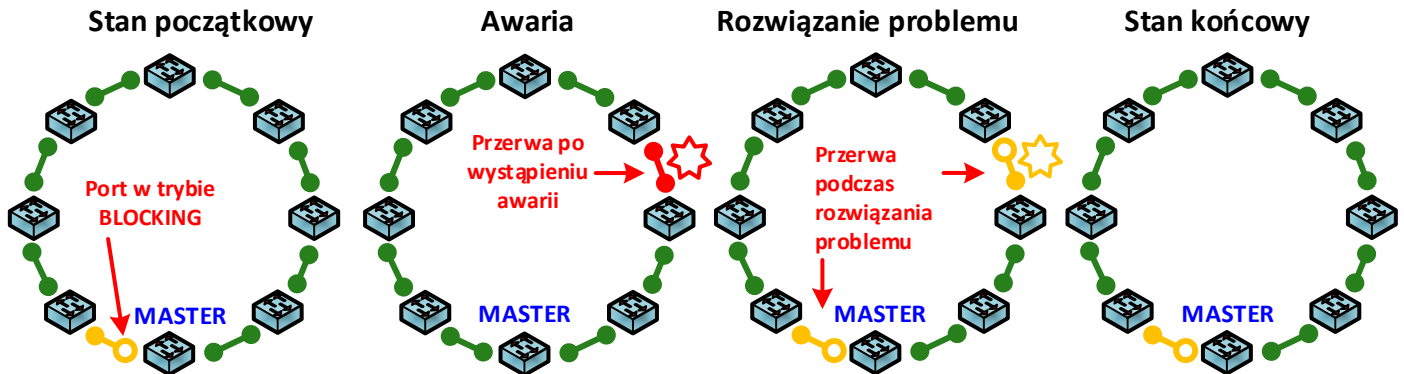 Stan początkowy
Port w trybie
BLOCKING
MASTER
Awaria
Przerwa po
wystąpieniu
awarii
MASTER
Rozwiązanie problemu
Przerwa
podczas
rozwiązania
problemu
MASTER
Stan końcowy
MASTER